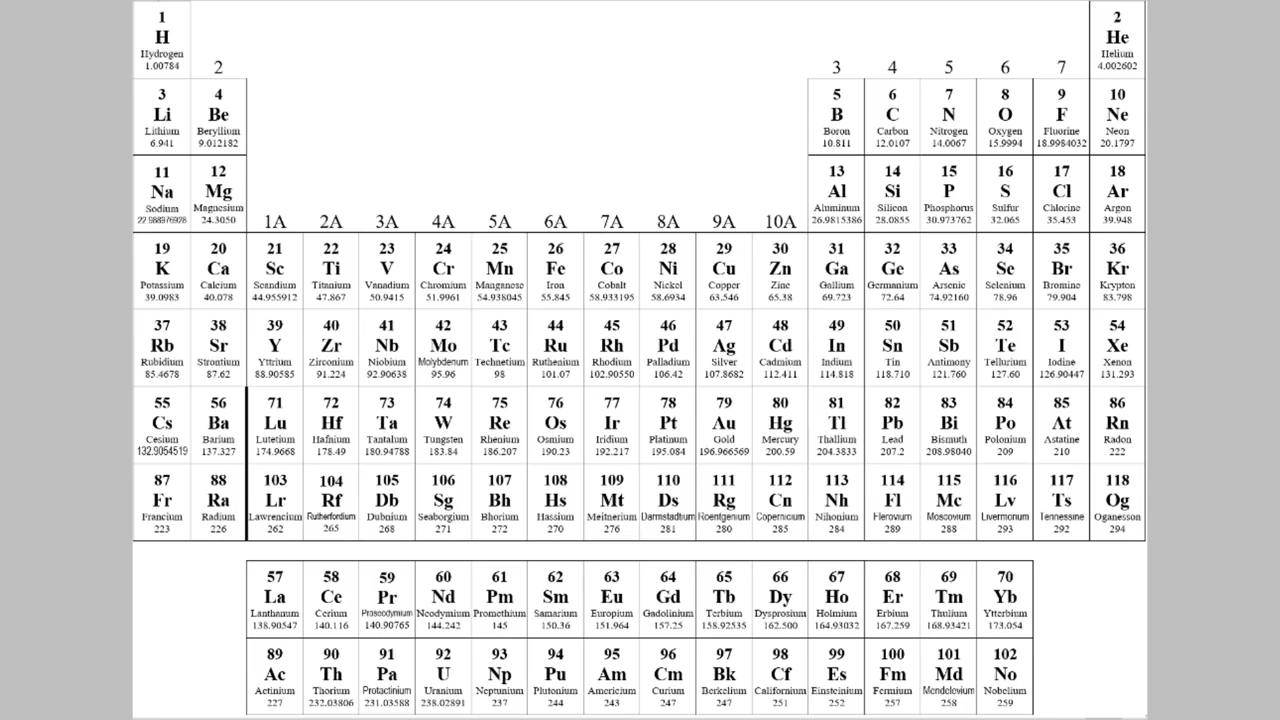 1 2
H He
Hydrogen Helium
1.00784 2 3 4 5 6 7 4.002602
3 4 5 6 7 8 9 10
Li Be B C N O F Ne
Lithium Beryllium Boron Carbon Nitrogen Oxygen Fluorine Neon
6.941 9.012182 10.811 12.0107 14.0067 15.9994 18.9984032 20.1797
11 12 13 14 15 16 17 18
Na Mg Al Si P S Cl Ar
Sodium Magnesium Aluminum Silicon Phosphorus Sulfur Chlorine Argon
22.988976928 24.3050 1A 2A 3A 4A 5A 6A 7A 8A 9A 10A 26.9815386 28.0855 30.973762 32.065 35.453 39.948
19 20 21 22 23 24 25 26 27 28 29 30 31 32 33 34 35 36
K Ca Sc Ti V Cr Mn Fe Co Ni Cu Zn Ga Ge As Se Br Kr
Potassium Calcium Scandium Titanium Vanadium Chromium Manganese Iron Cobalt Nickel Copper Zinc Gallium Germanium Arsenic Selenium Bromine Krypton
39.0983 40.078 44.955912 47.867 50.9415 51.9961 54.938045 55.845 58.933195 58.6934 63.546 65.38 69.723 72.64 74.92160 78.96 79.904 83.798
37 38 39 40 41 42 43 44 45 46 47 48 49 50 51 52 53 54
Rb Sr Y Zr Nb Mo Tc Ru Rh Pd Ag Cd In Sn Sb Te I Xe
Rubidium Strontium Yttrium Zirconium Niobium Molybdenum Technetium Ruthenium Rhodium Palladium Silver Cadmium Indium Tin Antimony Tellurium Iodine Xenon
85.4678 87.62 88.90585 91.224 92.90638 95.96 98 101.07 102.90550 106.42 107.8682 112.411 114.818 118.710 121.760 127.60 126.90447 131.293
55 56 71 72 73 74 75 76 77 78 79 80 81 82 83 84 85 86
Cs Ba Lu Hf Ta W Re Os Ir Pt Au Hg Tl Pb Bi Po At Rn
Cesium Barium Lutetium Hafnium Tantalum Tungsten Rhenium Osmium Iridium Platinum Gold Mercury Thallium Lead Bismuth Polonium Astatine Radon
132.9054519 137.327 174.9668 178.49 180.94788 183.84 186.207 190.23 192.217 195.084 196.966569 200.59 204.3833 207.2 208.98040 209 210 222
87 88 103 104 105 106 107 108 109 110 111 112 113 114 115 116 117 118
Fr Ra Lr Rf Db Sg Bh Hs Mt Ds Rg Cn Nh Fl Mc Lv Ts Og
Francium Radium Lawrencium Rutherfordium Dubnium Seaborgium Bhorium Hassium Meitnerium Darmstadtium Roentgenium Copernicium Nihonium Flerovium Moscovium Livermorium Tennessine Oganesson
223 226 262 265 268 271 272 270 276 281 280 285 284 289 288 293 292 294
57 58 59 60 61 62 63 64 65 66 67 68 69 70
La Ce Pr Nd Pm Sm Eu Gd Tb Dy Ho Er Tm Yb
Lanthanum Cerium Praseodymium Neodymium Promethium Samarium Europium Gadolinium Terbium Dysprosium Holmium Erbium Thulium Ytterbium
138.90547 140.116 140.90765 144.242 145 150.36 151.964 157.25 158.92535 162.500 164.93032 167.259 168.93421 173.054
89 90 91 92 93 94 95 96 97 98 99 100 101 102
Ac Th Pa U Np Pu Am Cm Bk Cf Es Fm Md No
Actinium Thorium Protactinium Uranium Neptunium Plutonium Americium Curium Berkelium Californium Einsteinium Fermium Mendelevium Nobelium
227 232.03806 231.03588 238.02891 237 244 243 247 247 251 252 257 258 259